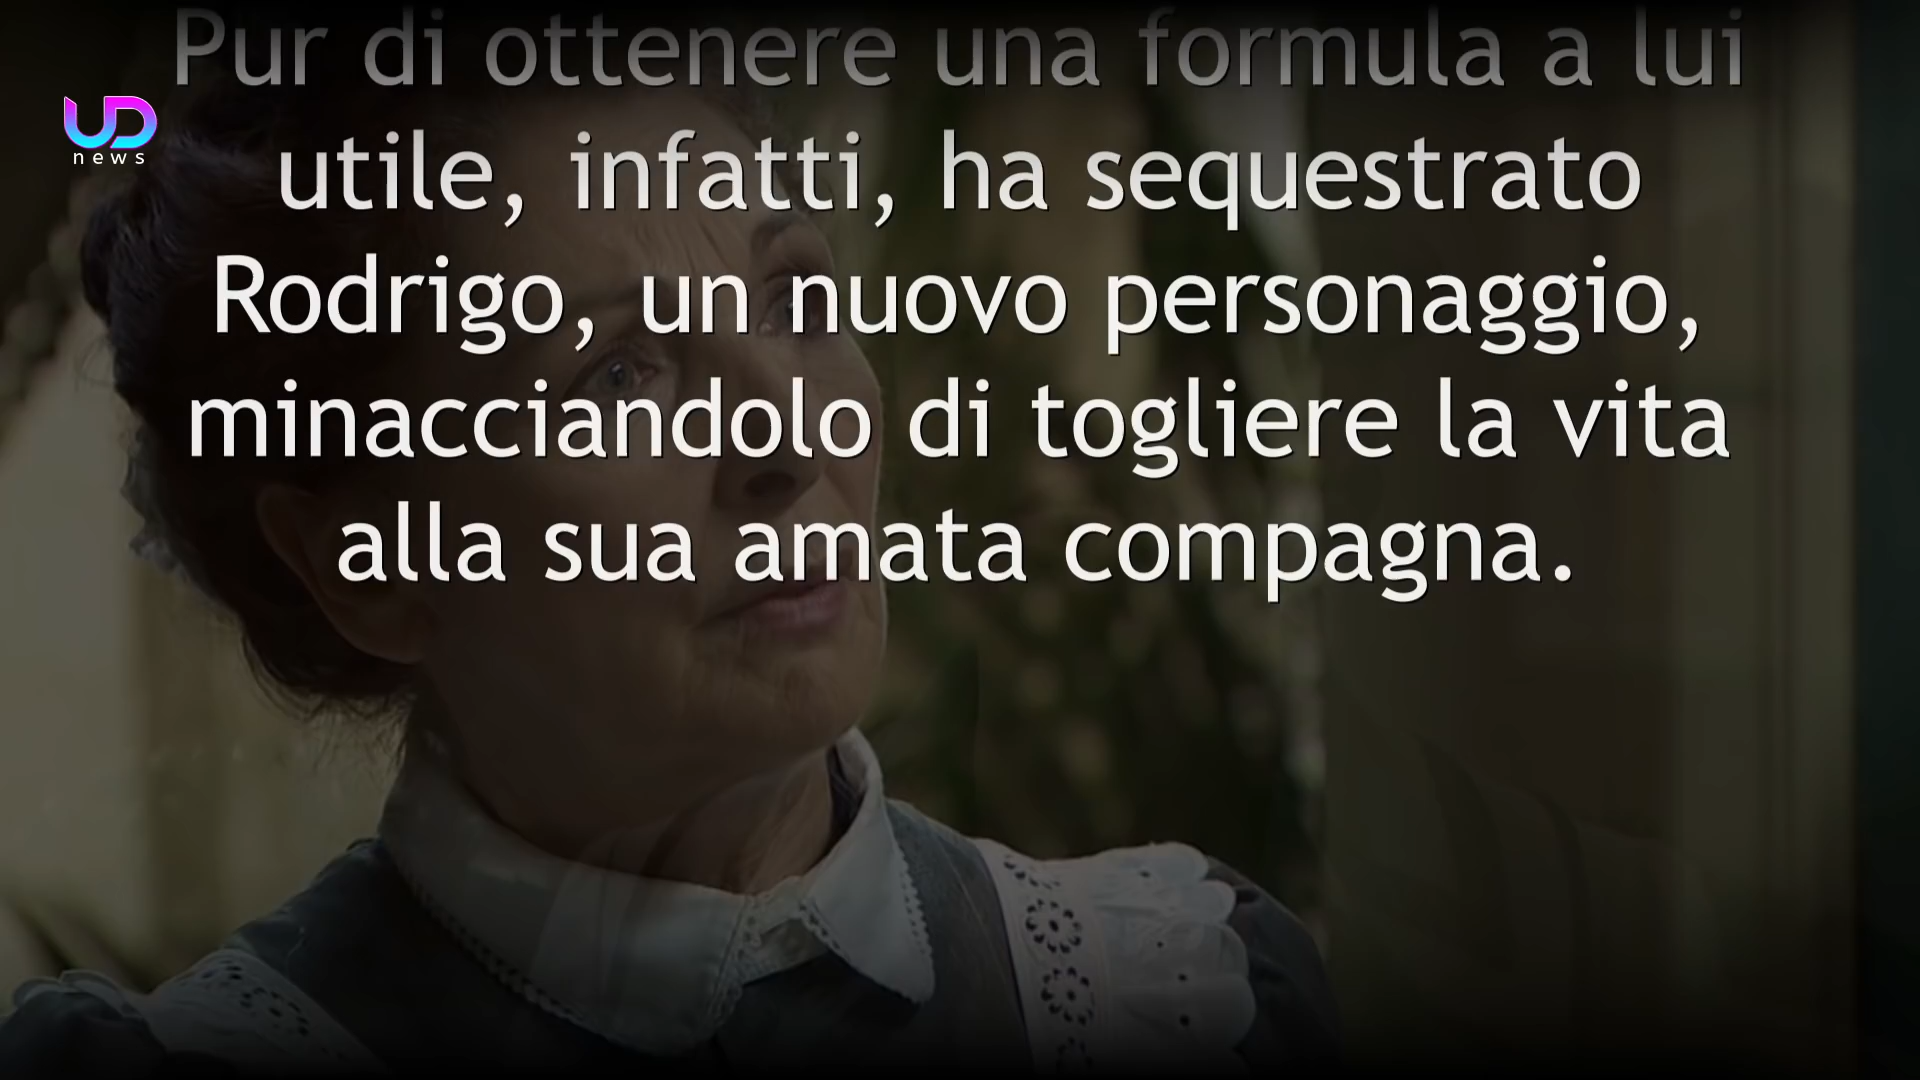 Pur di ottenere una formula a lui
UD
news
utile, infatti, ha sequestrato
Rodrigo, un nuovo personaggio,
minacciandolo di togliere la vita
alla sua amata compagna.